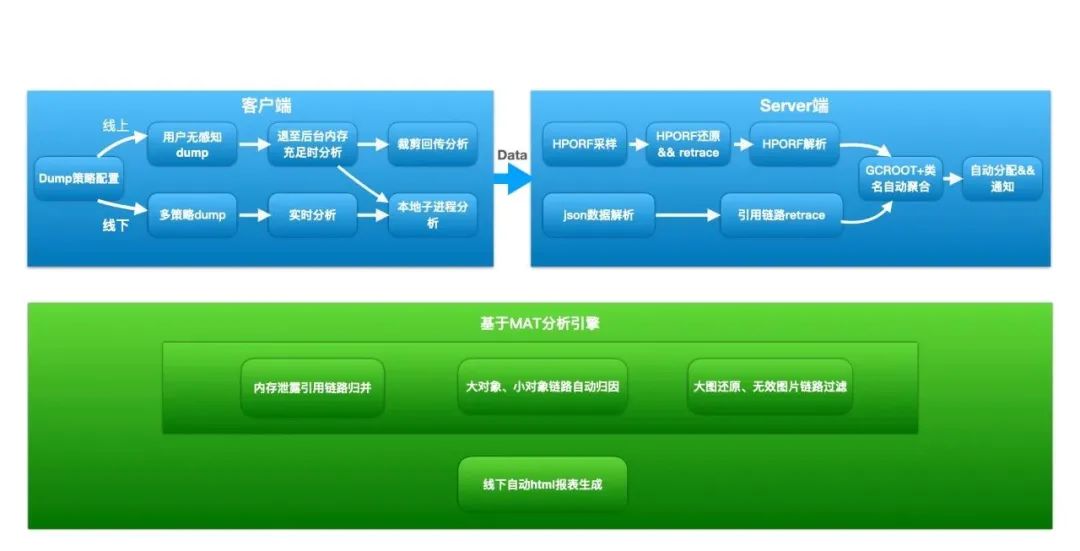 客户端
线上
用户无感知
dump
退至后台内存
充足时分析
裁剪回传分析
Dump策略配置
线下
多策略dump
实时分析
本地子进程分
析
Data
Server端
HPORF采样
HPORF还原
&& retrace
HPORF解析
GCROOT+类
名自动聚合
自动分配&&
通知
json数据解析
引用链路retrace
基于MAT分析引擎
内存泄露引用链路归并
大对象、小对象链路自动归因
大图还原、无效图片链路过滤
线下自动html报表生成